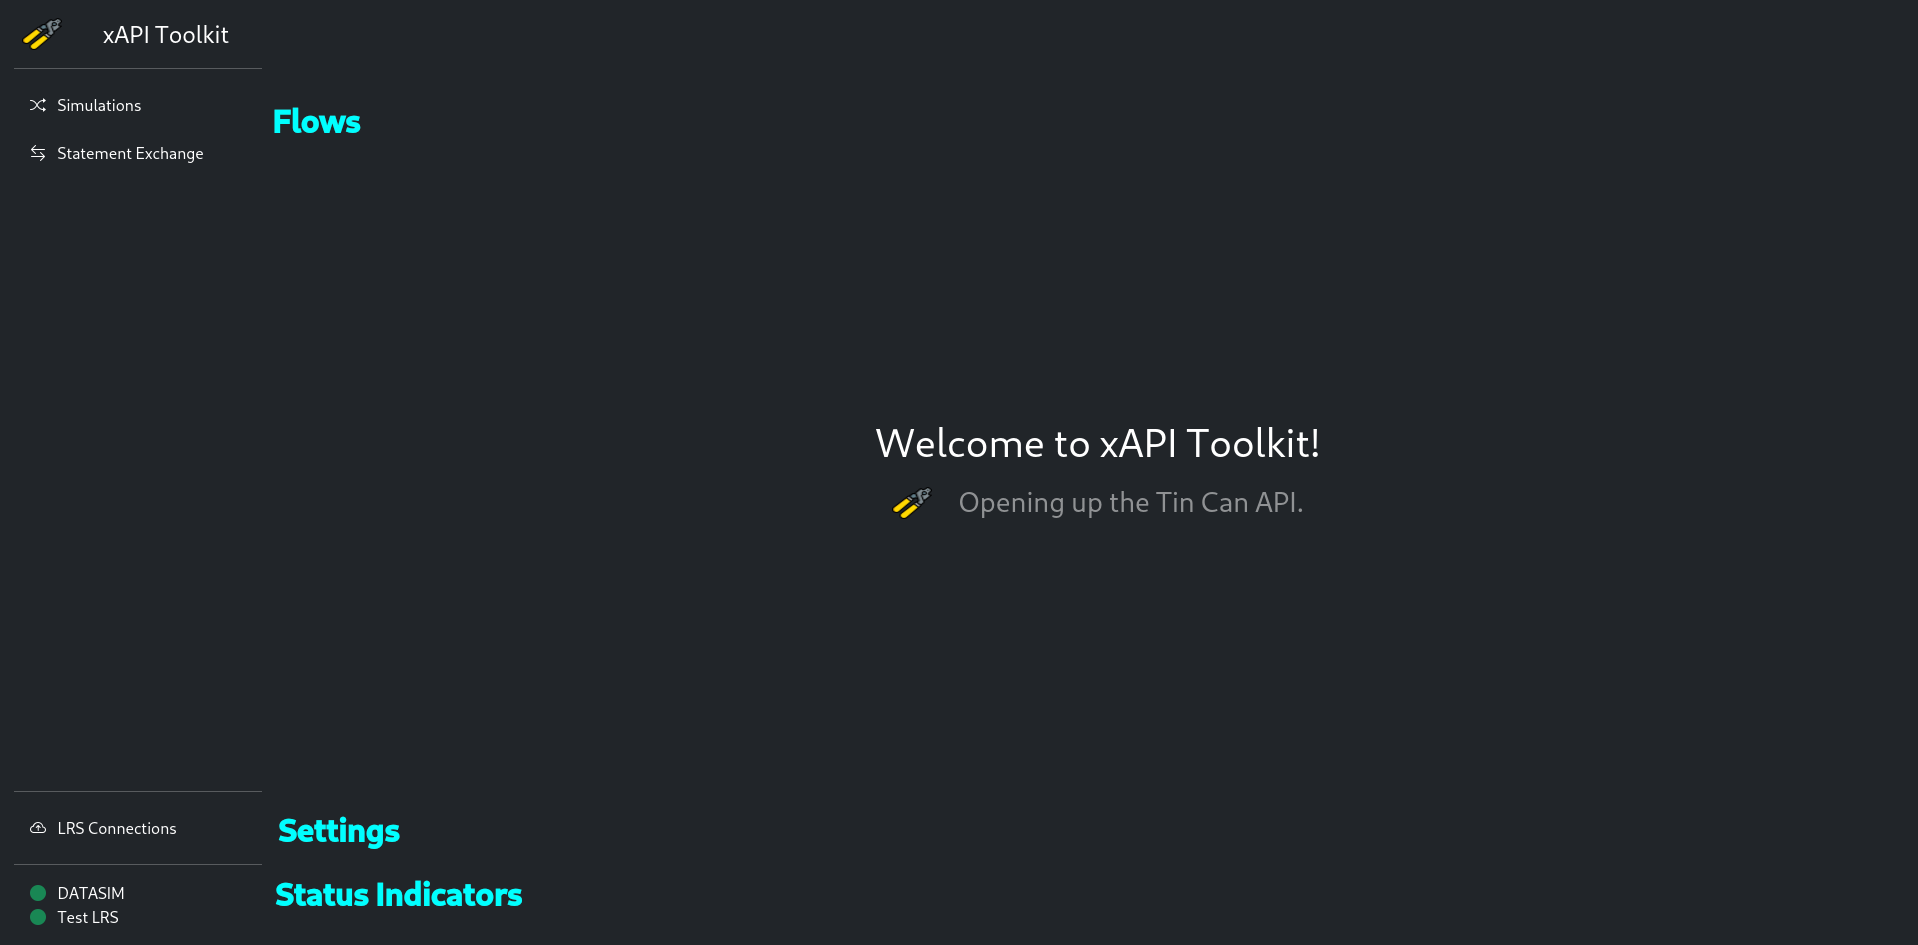 xAPI Toolkit
Simulations
Flows
Statement Exchange
Welcome to xAPI Toolkit!
Opening up the Tin Can API.
LRS Connections
Settings
DATASIM
Status Indicators
Test LRS